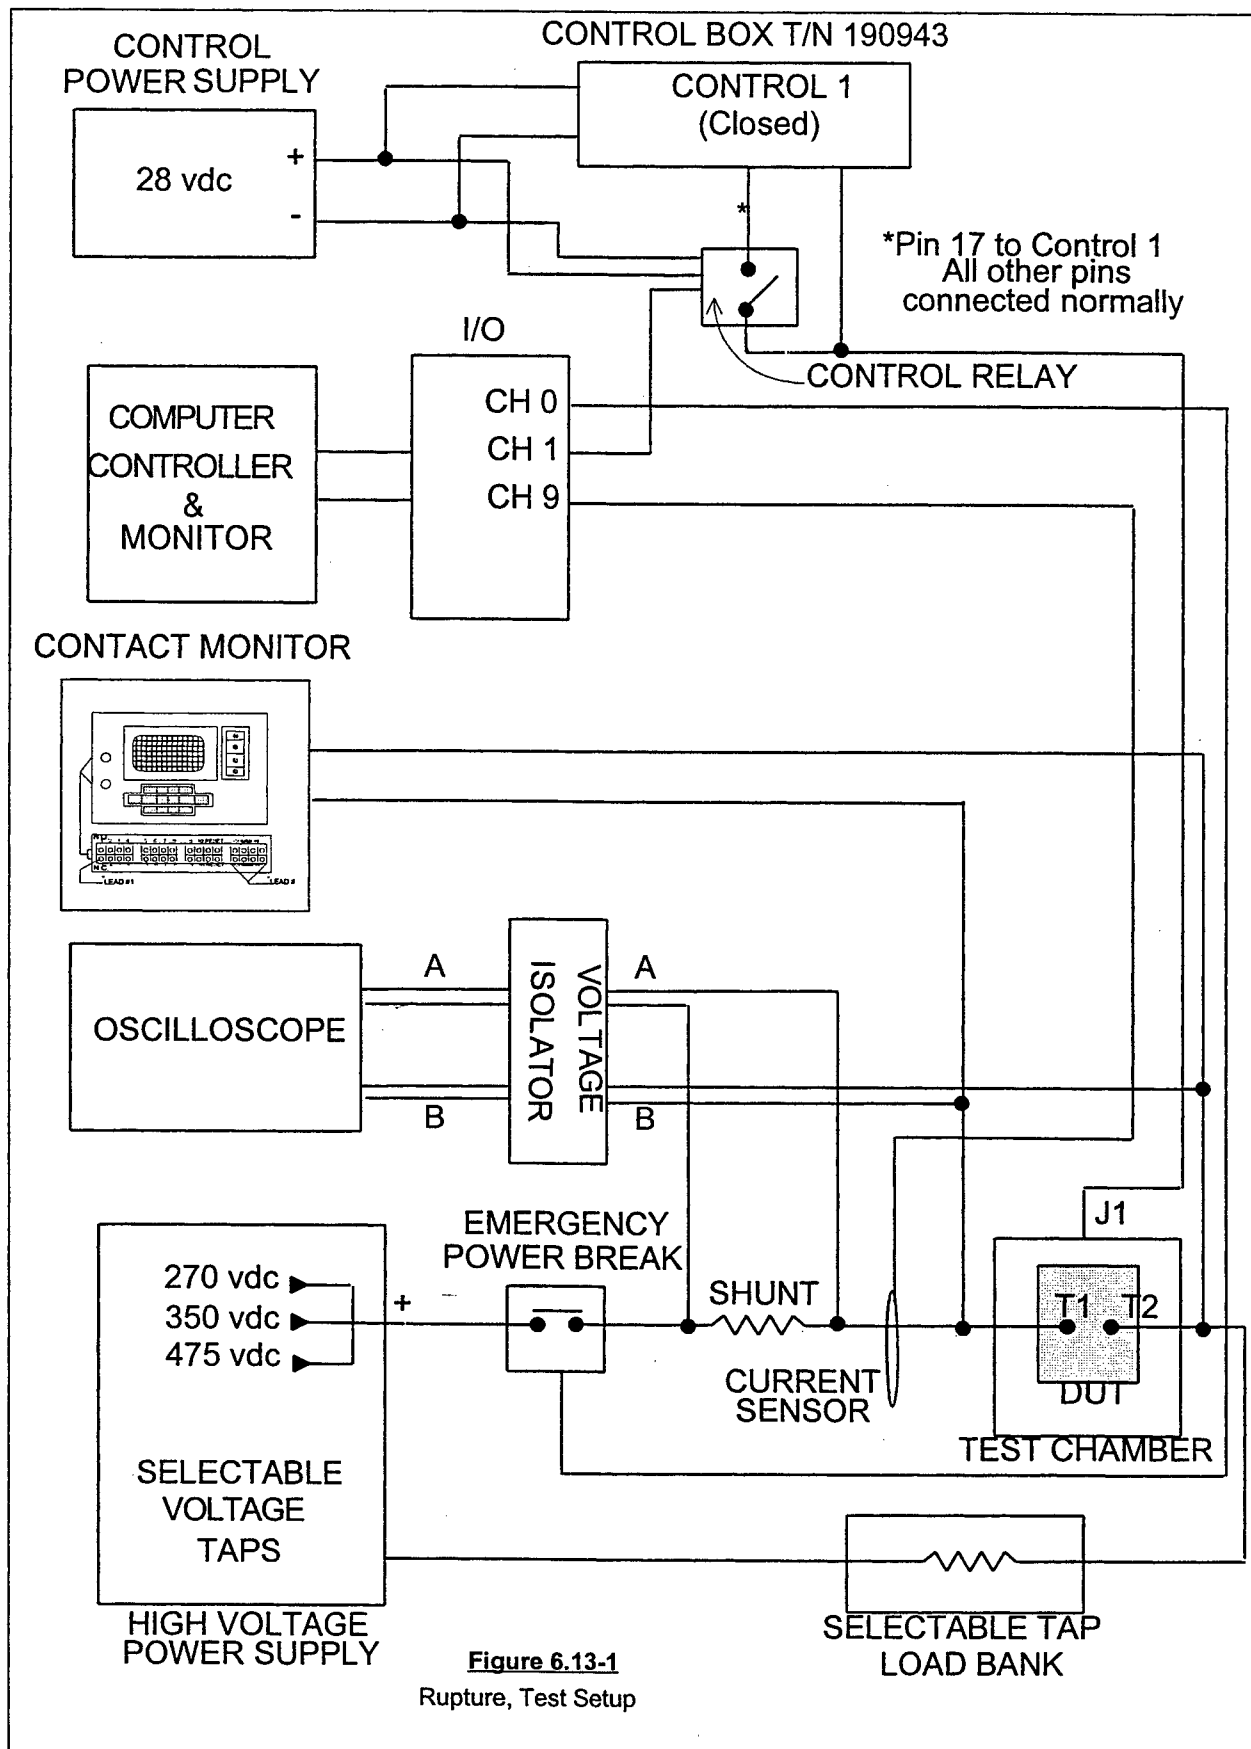 CONTROL BOX T/N 190943
CONTROL
POWER SUPPLY
CONTROL 1
(Closed)
+
28 vdc
-
*
*Pin 17 to Control 1
All other pins
connected normally
I/O
CONTROL RELAY
CH 0
CH 1
CH 9
COMPUTER
CONTROLLER
&
MONITOR
CONTACT MONITOR
N.C.
LEAD #1
LEAD #
A
A
VOLTAGE
ISOLATOR
OSCILLOSCOPE
B
B
J1
EMERGENCY
POWER BREAK
270 vdc
350 vdc
475 vdc
+
SHUNT
T1
T2
DUT
CURRENT
SENSOR
TEST CHAMBER
SELECTABLE
VOLTAGE
TAPS
HIGH VOLTAGE
POWER SUPPLY
SELECTABLE TAP
LOAD BANK
Figure 6.13-1
Rupture, Test Setup